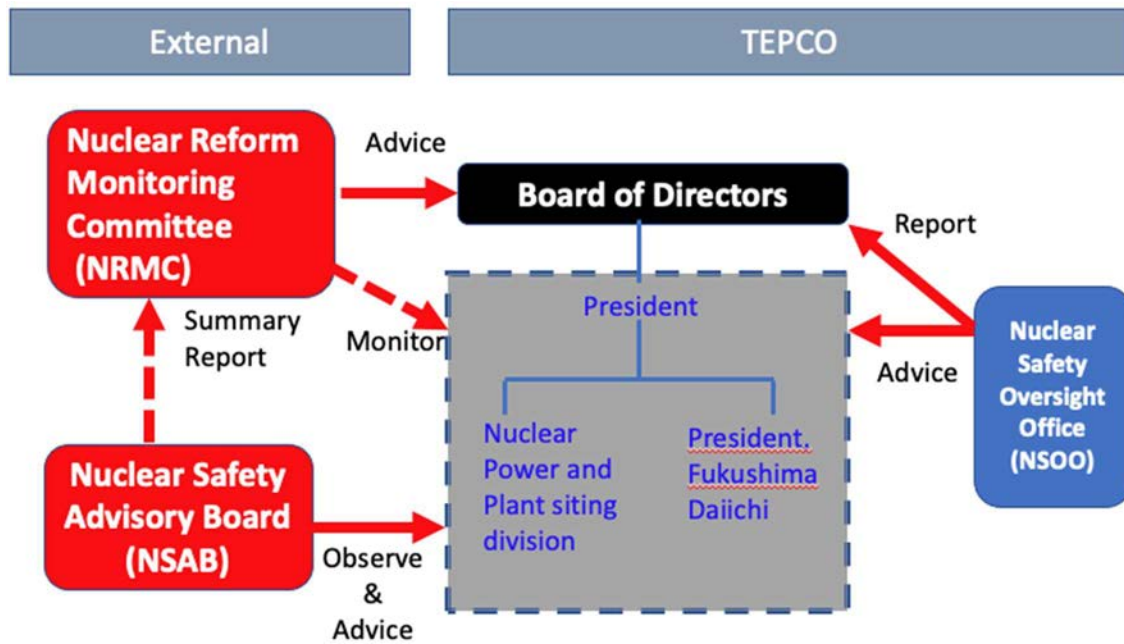 External
TEPCO
Nuclear Reform
Monitoring
Committee
(NRMC)
Advice
Board of Directors
Report
Summary
Report
Monitor
President
Advice
Nuclear
Safety
Oversight
Office
(NSOO)
Nuclear
Power and
Plant siting
division
President.
Fukushima
Daiichi
Nuclear Safety
Advisory Board
(NSAB)
Observe
&
Advice